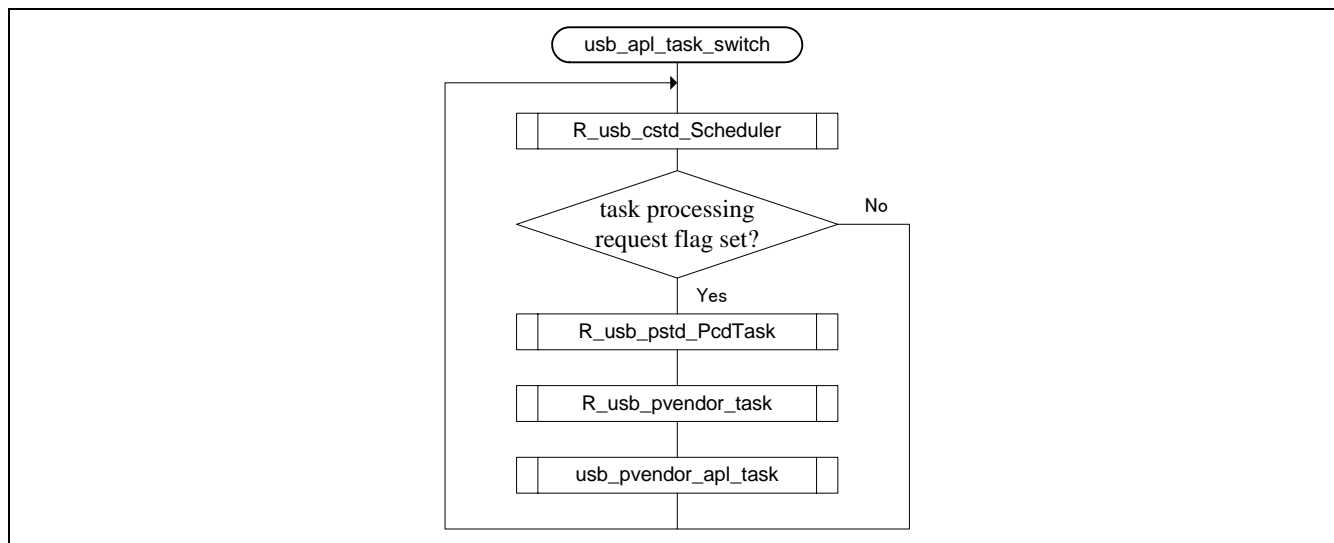 usb_apl_task_switch
R_usb_cstd_Scheduler
task processing
request flag set?
No
Yes
R_usb_pstd_PcdTask
R_usb_pvendor_task
usb_pvendor_apl_task